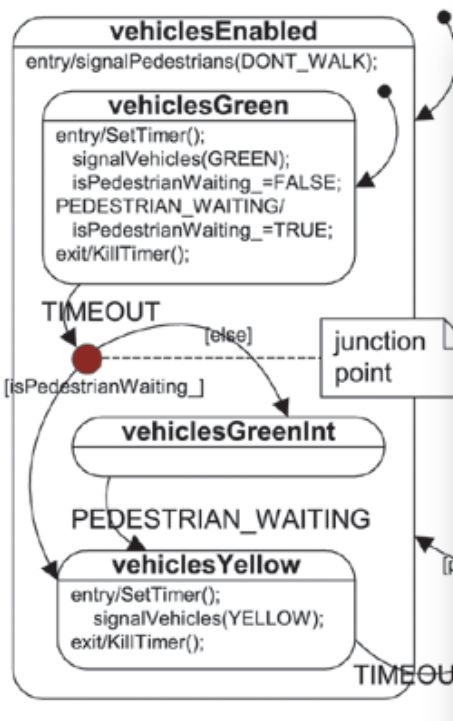 vehiclesEnabled
entry/signalPedestrians(DONT_WALK);
vehiclesGreen
entry/SetTimer();
signalVehicles(GREEN);
isPedestrianWaiting_=FALSE;
PEDESTRIAN_WAITING/
isPedestrianWaiting_=TRUE;
exit/KillTimer();
TIMEOUT
[else]
junction
point
[isPedestrianWaiting_]
vehiclesGreenInt
PEDESTRIAN_WAITING
vehiclesYellow
entry/SetTimer();
signalVehicles(YELLOW);
exit/KillTimer();